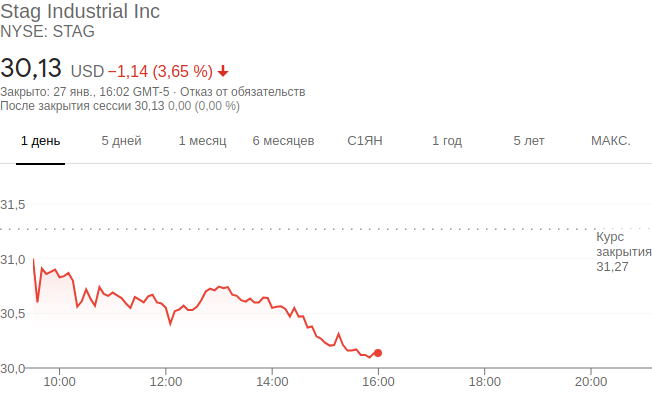 Stag Industrial Inc
NYSE: STAG
30,13 USD −1,14 (3,65 %)
Закрыто: 27 янв., 16:02 GMT-5 · Отказ от обязательств
После закрытия сессии 30,13 0,00 (0,00 %)
1 день 5 дней 1 месяц 6 месяцев С1ЯН 1 год 5 лет МАКС.
31,5
Курс
закрытия
31,27
31,0
30,5
30,0
10:00 12:00 14:00 16:00 18:00 20:00